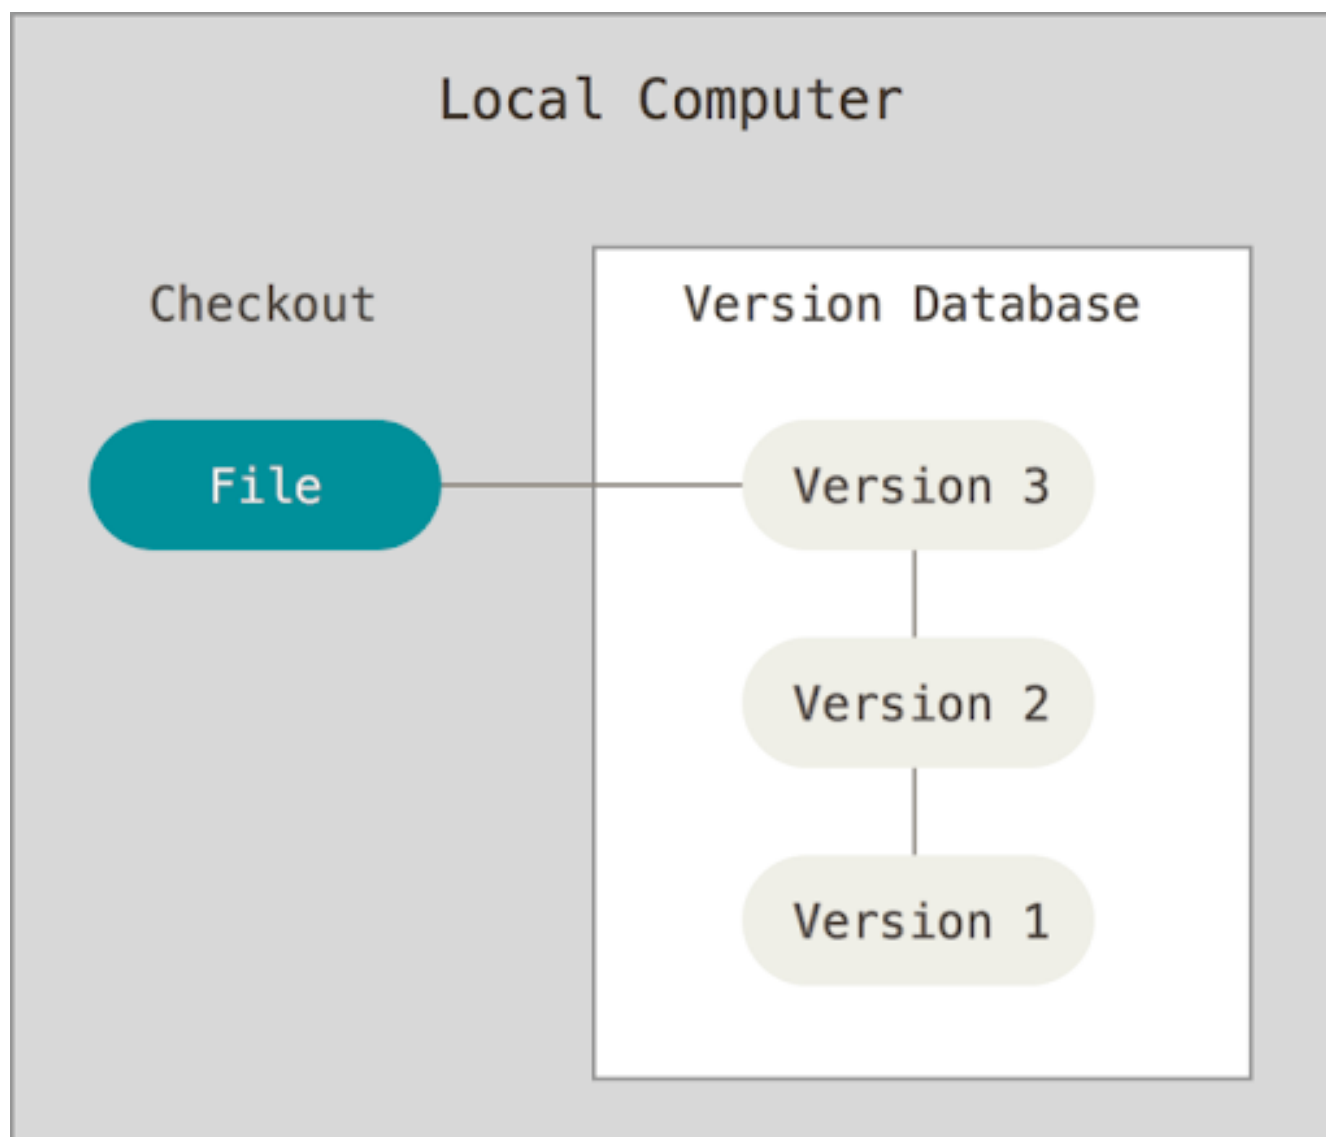 Local Computer
Checkout
Version Database
File
Version 3
Version 2
Version 1